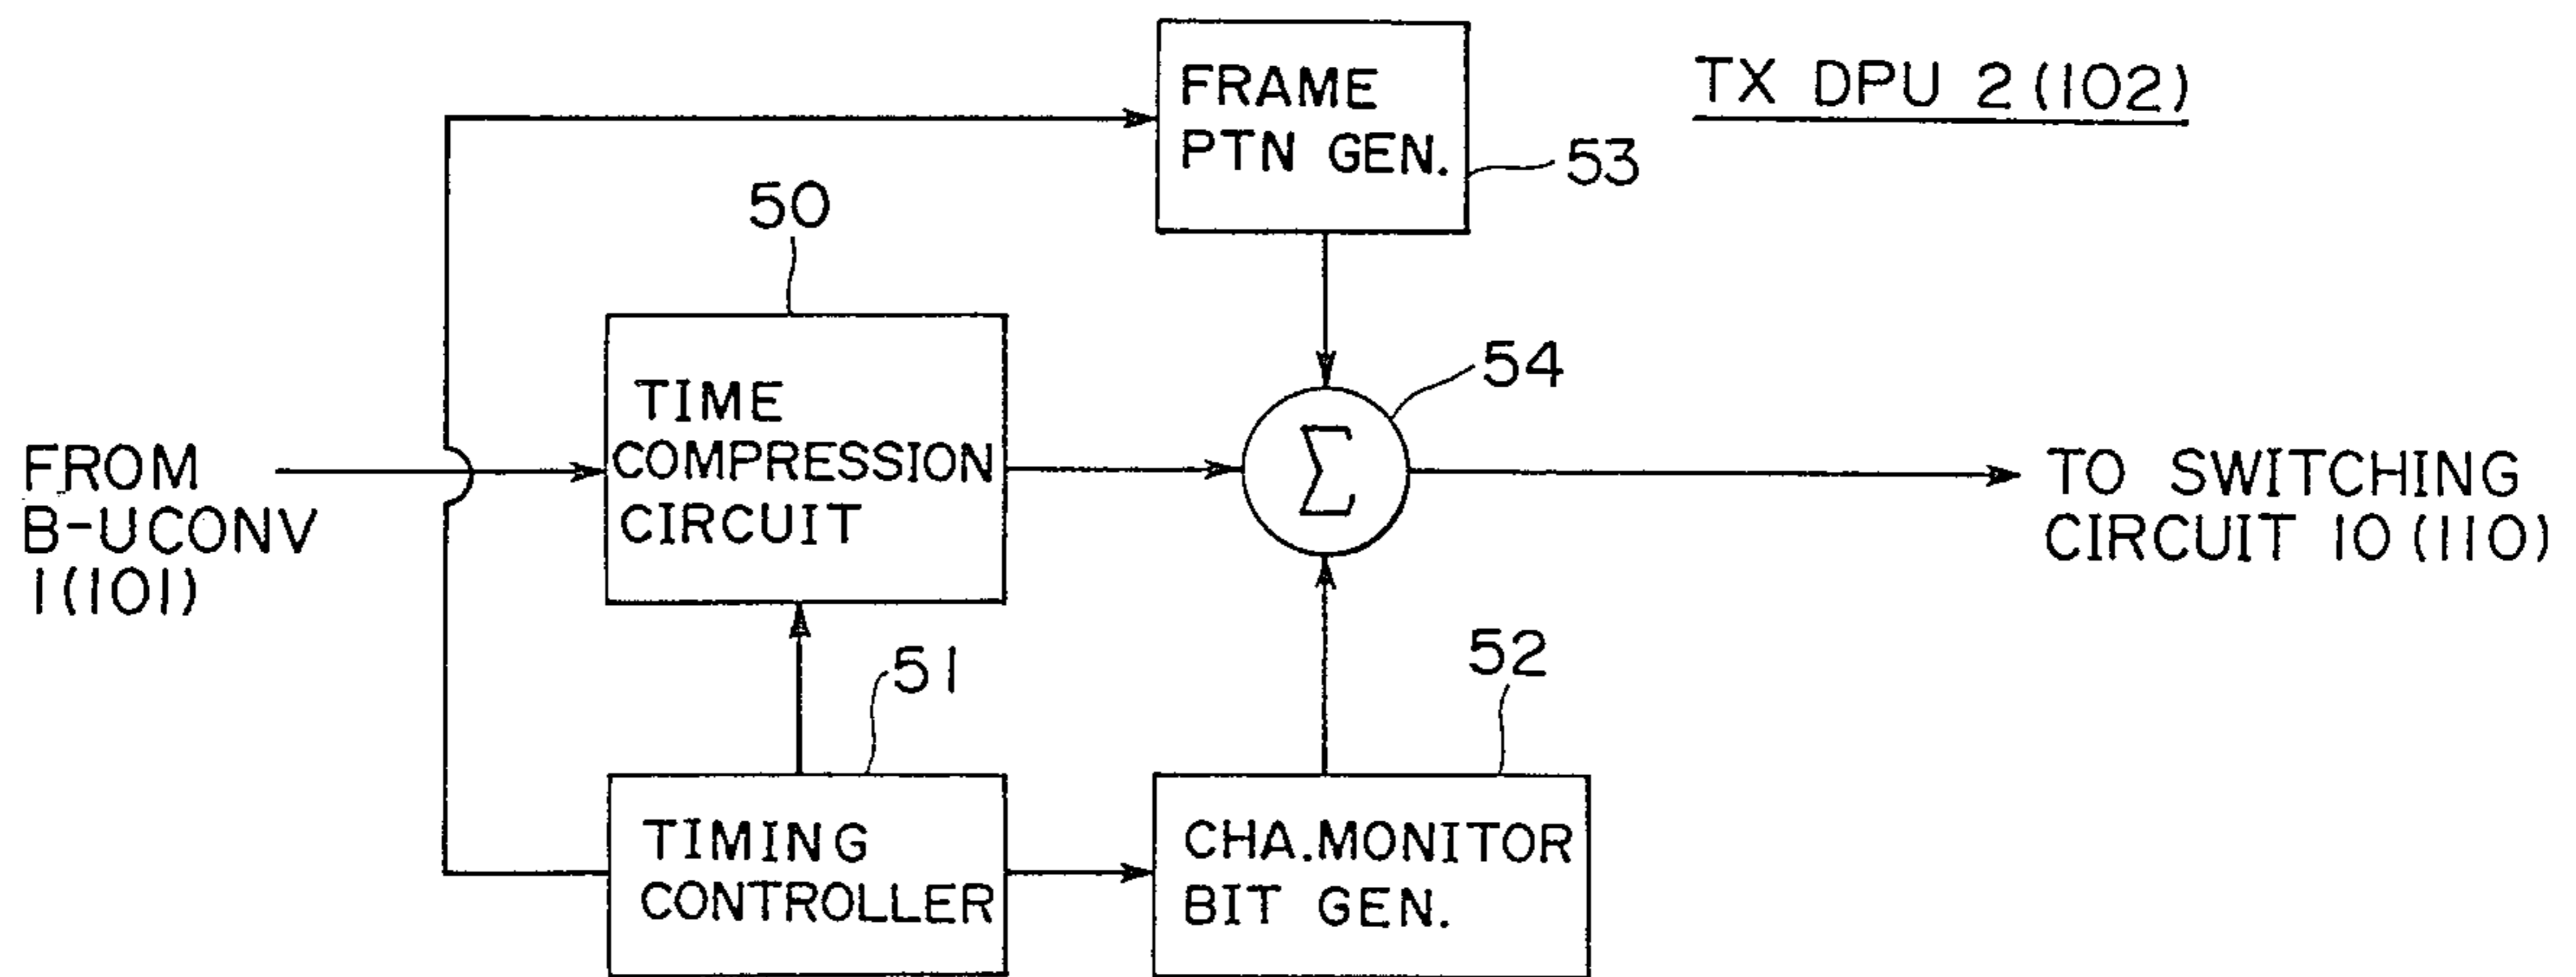 FRAME
PTN GEN.
53
TX DPU 2 (102)
50
TIME
COMPRESSION
CIRCUIT
54
Σ
FROM
B-UCONV
1 (101)
TO SWITCHING
CIRCUIT 10 (110)
51
TIMING
CONTROLLER
52
CHA. MONITOR
BIT GEN.